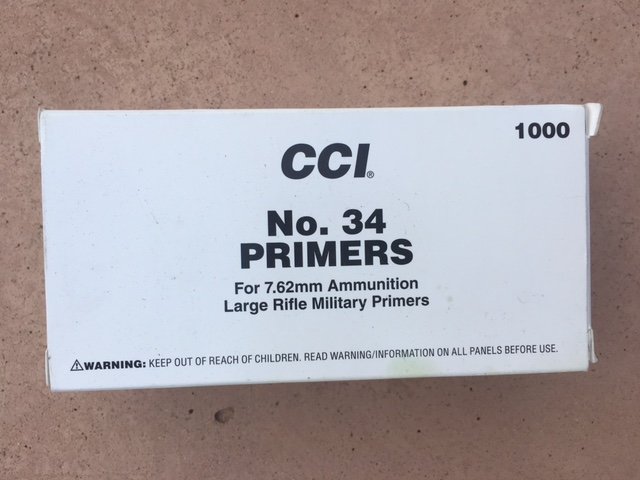 1000
CCI®
No. 34
PRIMERS
For 7.62mm Ammunition
Large Rifle Military Primers
⚠WARNING: KEEP OUT OF REACH OF CHILDREN. READ WARNING/INFORMATION ON ALL PANELS BEFORE USE.